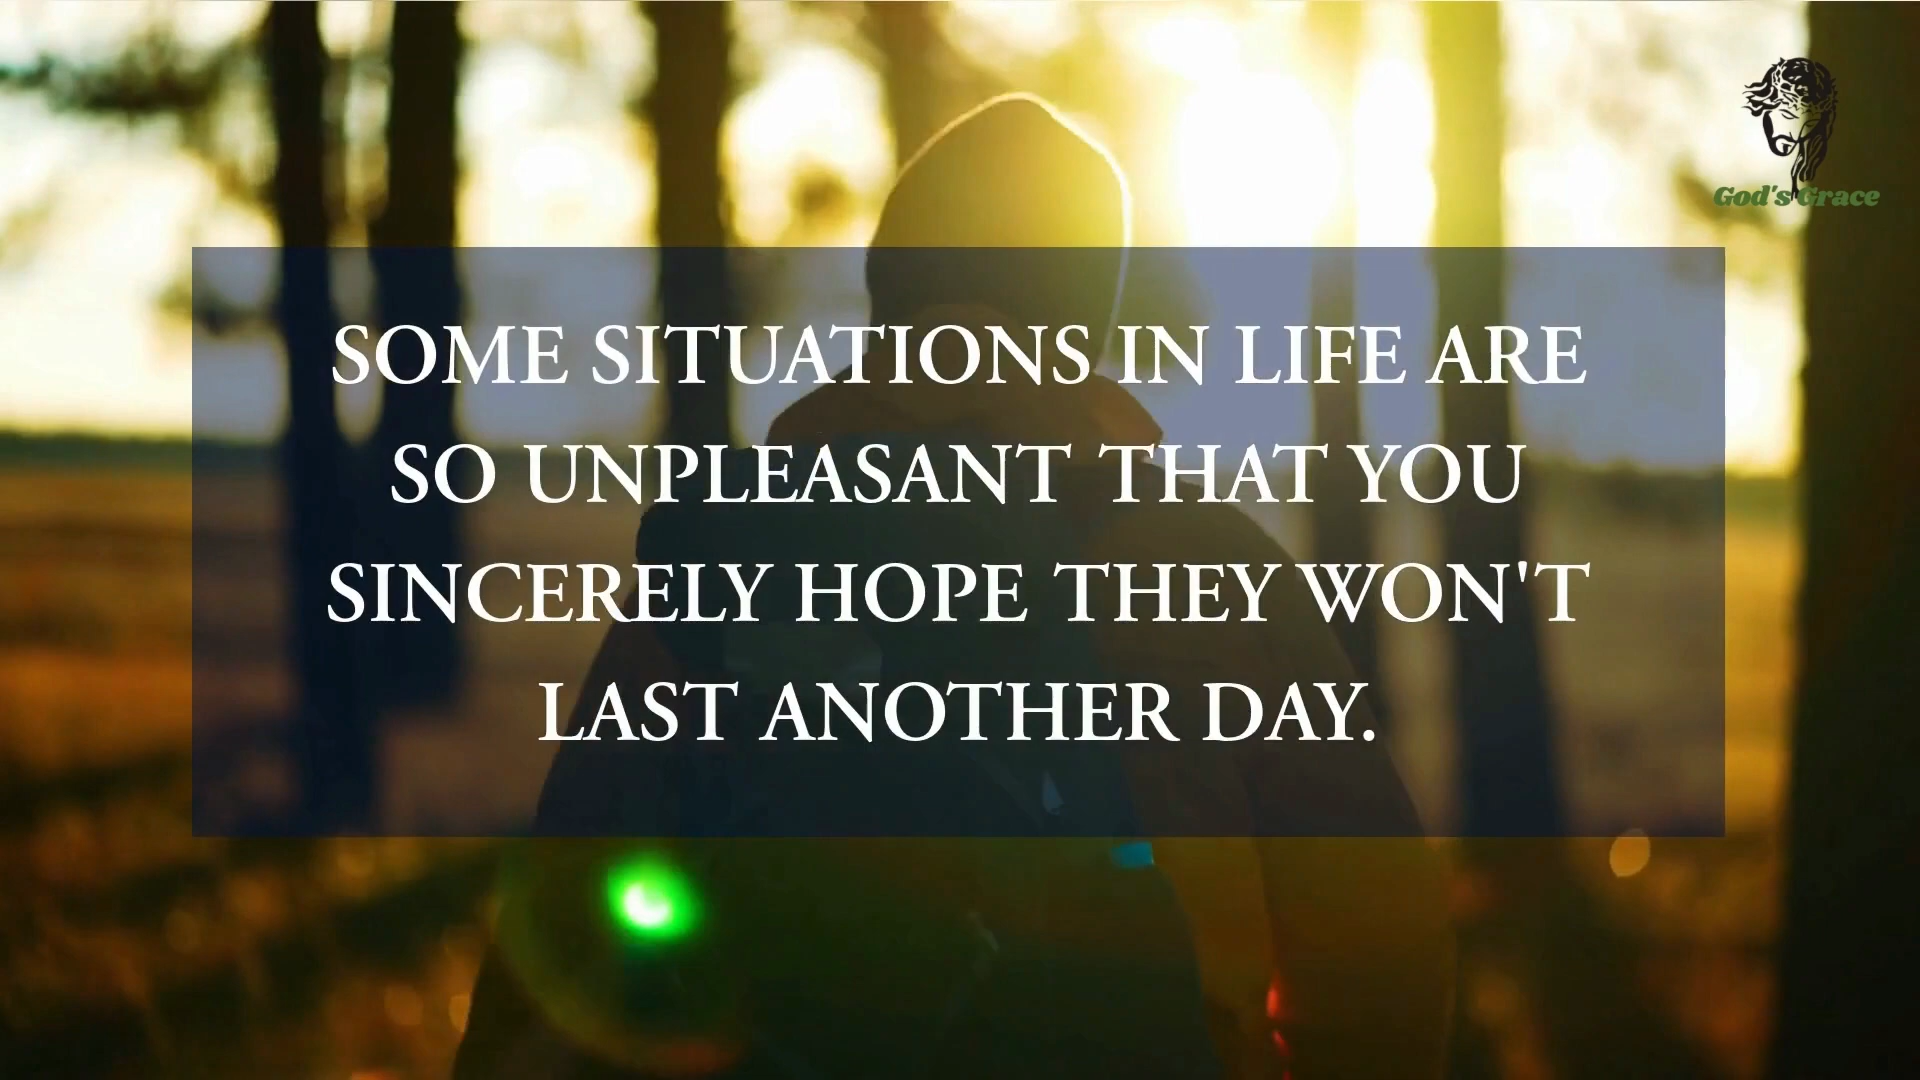 God's Grace
SOME SITUATIONS IN LIFE ARE
SO UNPLEASANT THAT YOU
SINCERELY HOPE THEY WON'T
LAST ANOTHER DAY.